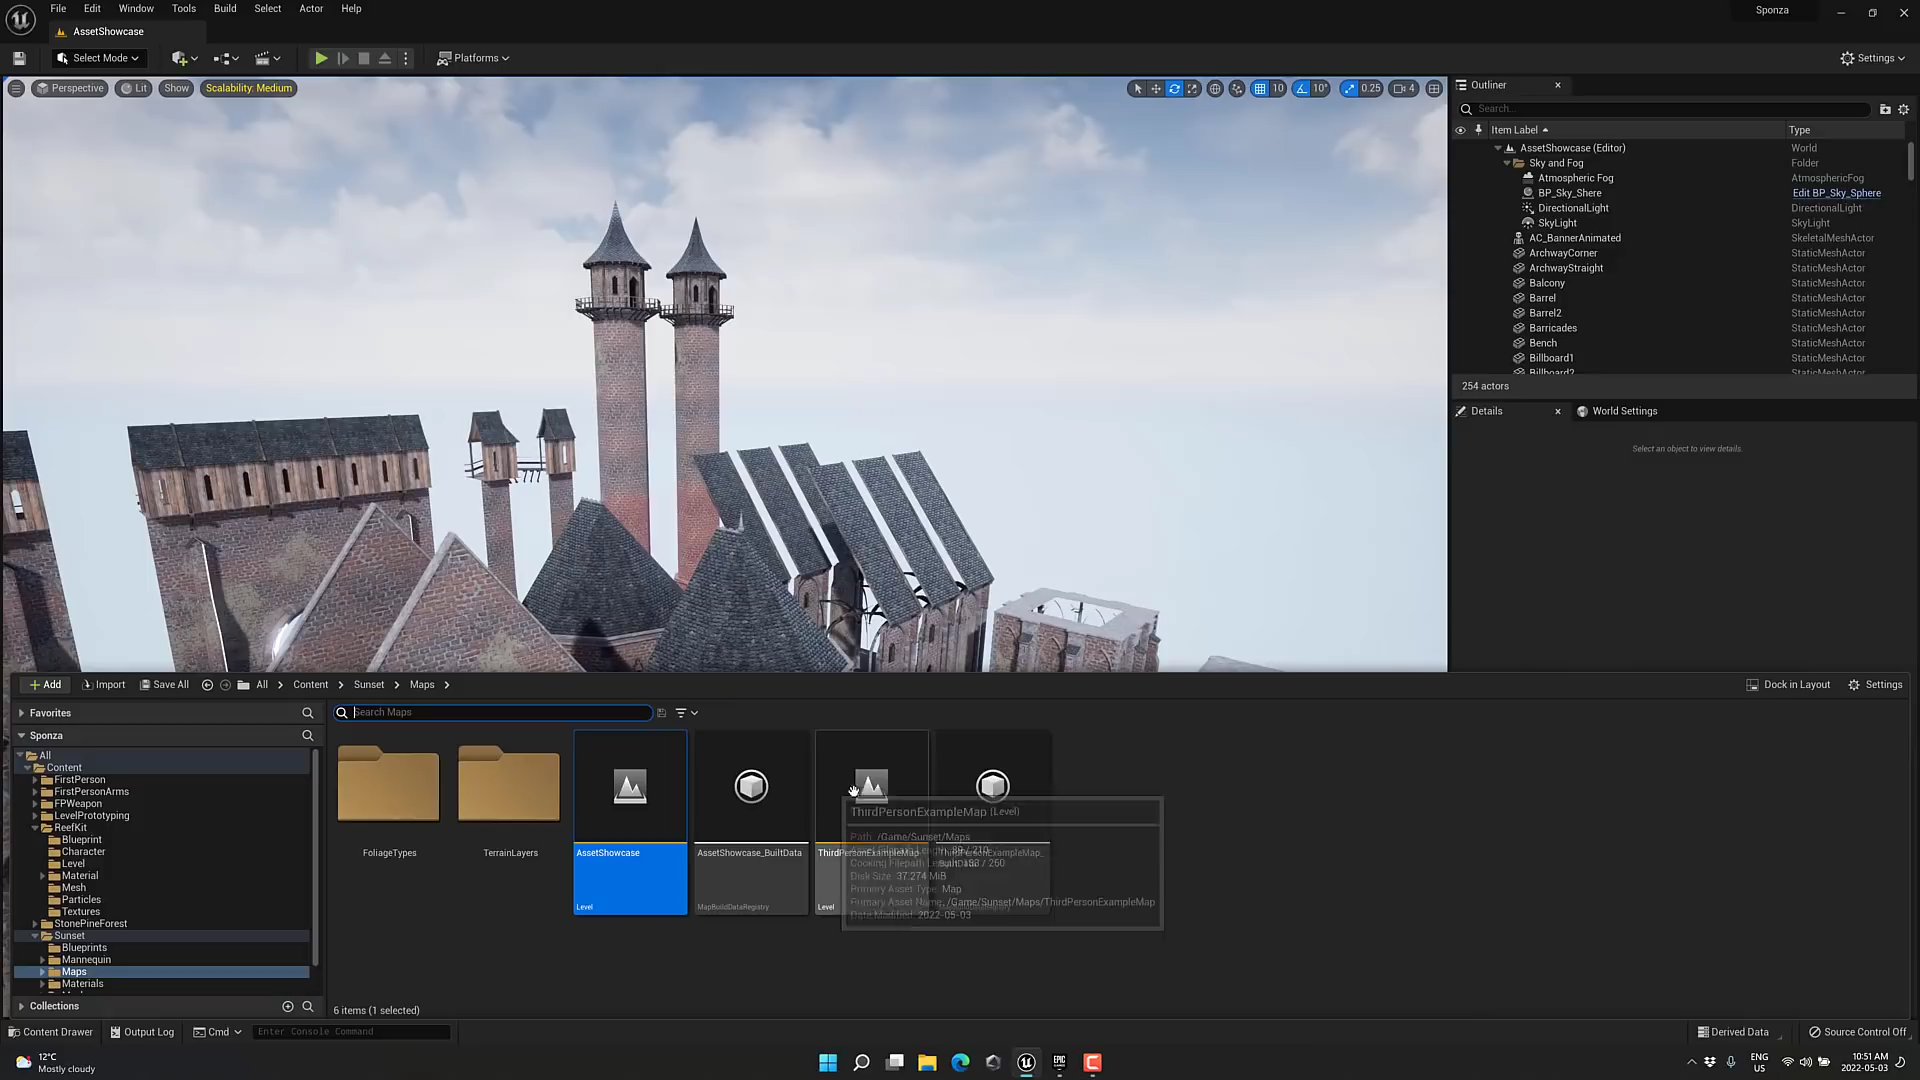 File Edit Window Tools Build Select Actor Help
Sponza
AssetShowcase
Select Mode
Platforms
Settings
Perspective Lit Show Scalability: Medium
10 10° 0.25 4
Outliner
Search...
Item Label Type
AssetShowcase (Editor) World
Sky and Fog Folder
Atmospheric Fog AtmosphericFog
BP_Sky_Shere Edit BP_Sky_Sphere
DirectionalLight DirectionalLight
SkyLight SkyLight
AC_BannerAnimated SkeletalMeshActor
ArchwayCorner StaticMeshActor
ArchwayStraight StaticMeshActor
Balcony StaticMeshActor
Barrel StaticMeshActor
Barrel2 StaticMeshActor
Barricades StaticMeshActor
Bench StaticMeshActor
Billboard1 StaticMeshActor
Billboard2 StaticMeshActor
254 actors
Details World Settings
Select an object to view details.
Add Import Save All All Content Sunset Maps
Dock in Layout Settings
Favorites
Search Maps
Sponza
All
Content
FirstPerson
FirstPersonArms
FPWeapon
LevelPrototyping
ReefKit
Blueprint
Character
Level
Material
Mesh
Particles
Textures
StonePineForest
Sunset
Blueprints
Mannequin
Maps
Materials
Collections
FoliageTypes
TerrainLayers
AssetShowcase
Level
AssetShowcase_BuiltData
MapBuildDataRegistry
ThirdPersonExampleMap
Level
ThirdPersonExampleMap_
ThirdPersonExampleMap (Level)
Path: /Game/Sunset/Maps
Disk Size: 37.274 MiB
Primary Asset Type: Map
Primary Asset Name: /Game/Sunset/Maps/ThirdPersonExampleMap
Date Modified: 2022-05-03
6 items (1 selected)
Content Drawer Output Log Cmd Enter Console Command
Derived Data Source Control Off
12°C
Mostly cloudy
EPIC
GAMES
ENG
US
10:51 AM
2022-05-03